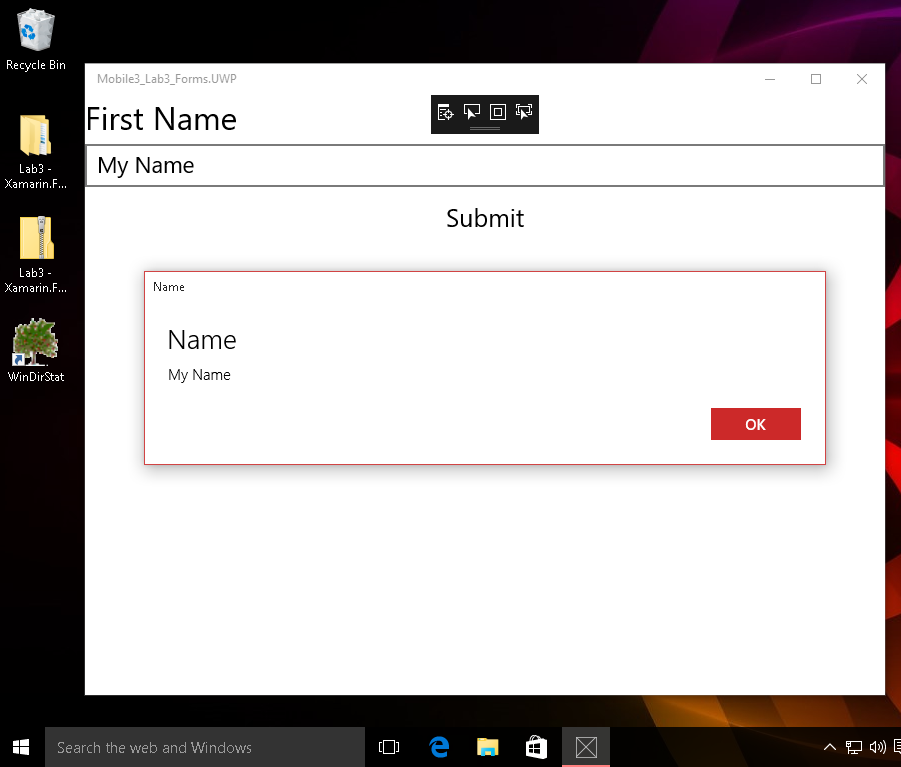 Recycle Bin
Lab3 -
Xamarin.F...
Lab3 -
Xamarin.F...
WinDirStat
Mobile3_Lab3_Forms.UWP
First Name
My Name
Submit
Name
Name
My Name
OK
Search the web and Windows